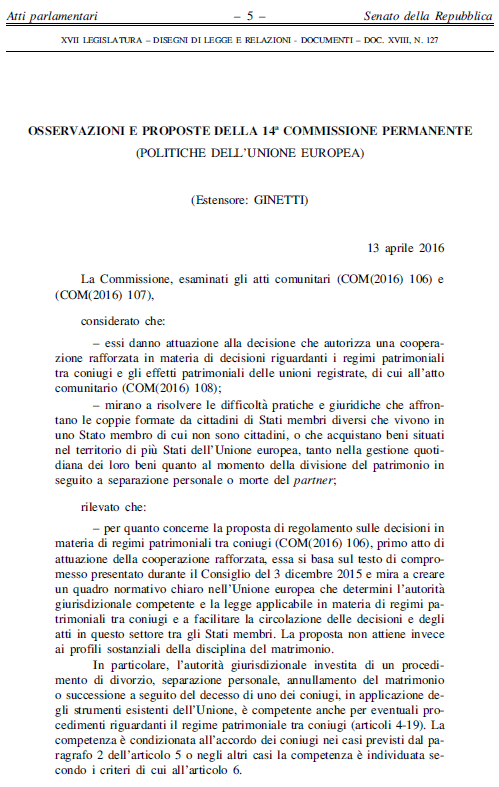 Atti parlamentari – 5 – Senato della Repubblica
XVII LEGISLATURA – DISEGNI DI LEGGE E RELAZIONI - DOCUMENTI – DOC. XVIII, N. 127
OSSERVAZIONI E PROPOSTE DELLA 14ª COMMISSIONE PERMANENTE
(POLITICHE DELL'UNIONE EUROPEA)
(Estensore: GINETTI)
13 aprile 2016
La Commissione, esaminati gli atti comunitari (COM(2016) 106) e
(COM(2016) 107),
considerato che:
– essi danno attuazione alla decisione che autorizza una coopera-
zione rafforzata in materia di decisioni riguardanti i regimi patrimoniali
tra coniugi e gli effetti patrimoniali delle unioni registrate, di cui all'atto
comunitario (COM(2016) 108);
– mirano a risolvere le difficoltà pratiche e giuridiche che affron-
tano le coppie formate da cittadini di Stati membri diversi che vivono in
uno Stato membro di cui non sono cittadini, o che acquistano beni situati
nel territorio di più Stati dell'Unione europea, tanto nella gestione quoti-
diana dei loro beni quanto al momento della divisione del patrimonio in
seguito a separazione personale o morte del partner;
rilevato che:
– per quanto concerne la proposta di regolamento sulle decisioni in
materia di regimi patrimoniali tra coniugi (COM(2016) 106), primo atto di
attuazione della cooperazione rafforzata, essa si basa sul testo di compro-
messo presentato durante il Consiglio del 3 dicembre 2015 e mira a creare
un quadro normativo chiaro nell'Unione europea che determini l'autorità
giurisdizionale competente e la legge applicabile in materia di regimi pa-
trimoniali tra coniugi e a facilitare la circolazione delle decisioni e degli
atti in questo settore tra gli Stati membri. La proposta non attiene invece
ai profili sostanziali della disciplina del matrimonio.
In particolare, l'autorità giurisdizionale investita di un procedi-
mento di divorzio, separazione personale, annullamento del matrimonio
o successione a seguito del decesso di uno dei coniugi, in applicazione de-
gli strumenti esistenti dell'Unione, è competente anche per eventuali pro-
cedimenti riguardanti il regime patrimoniale tra coniugi (articoli 4-19). La
competenza è condizionata all'accordo dei coniugi nei casi previsti dal pa-
ragrafo 2 dell'articolo 5 o negli altri casi la competenza è individuata se-
condo i criteri di cui all'articolo 6.